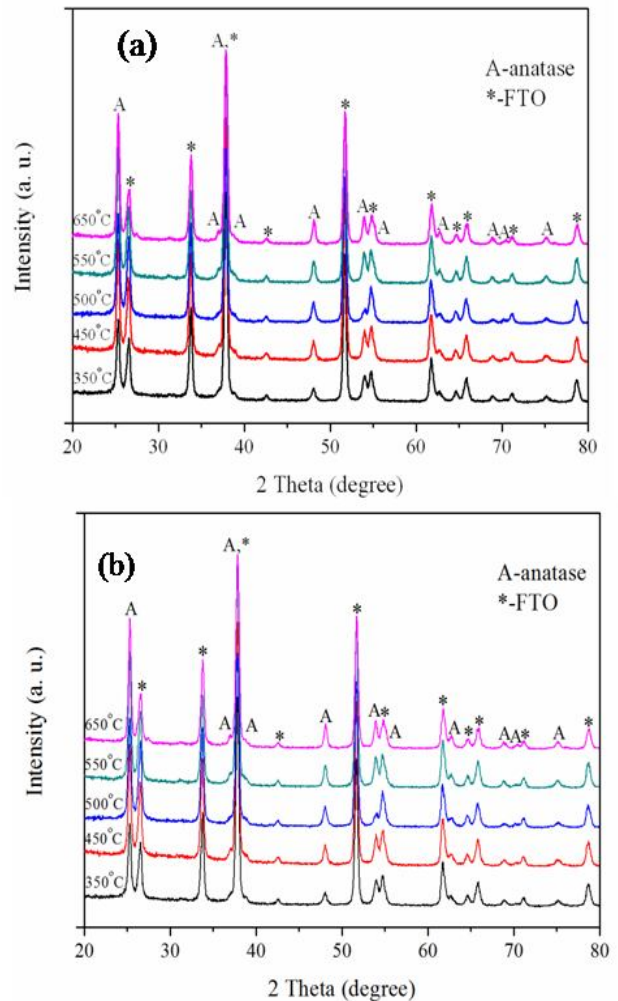 (a)
A,*
A-anatase
*-FTO
A
*
*
*
650°C
A
A
*
A
A
*
A
*
A
*
*
A
A
*
A
*
550°C
500°C
450°C
350°C
Intensity (a. u.)
20 30 40 50 60 70 80
2 Theta (degree)
(b)
A,*
A-anatase
*-FTO
A
*
*
*
650°C
A
A
*
A
A
*
A
*
A
*
*
A
A
*
A
*
550°C
500°C
450°C
350°C
Intensity (a. u.)
20 30 40 50 60 70 80
2 Theta (degree)